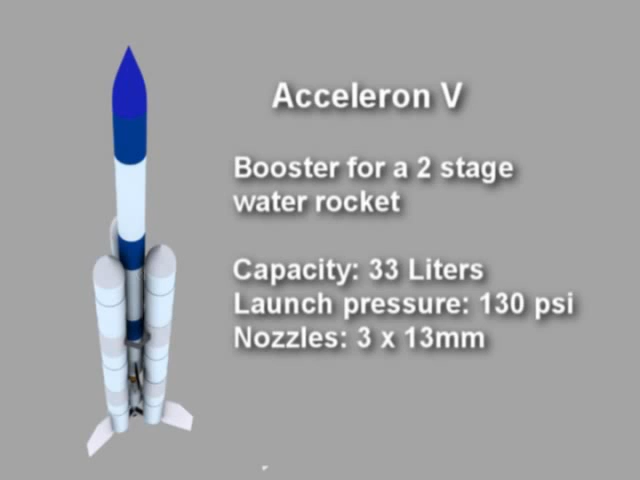 Acceleron V
Booster for a 2 stage
water rocket
Capacity: 33 Liters
Launch pressure: 130 psi
Nozzles: 3 x 13mm